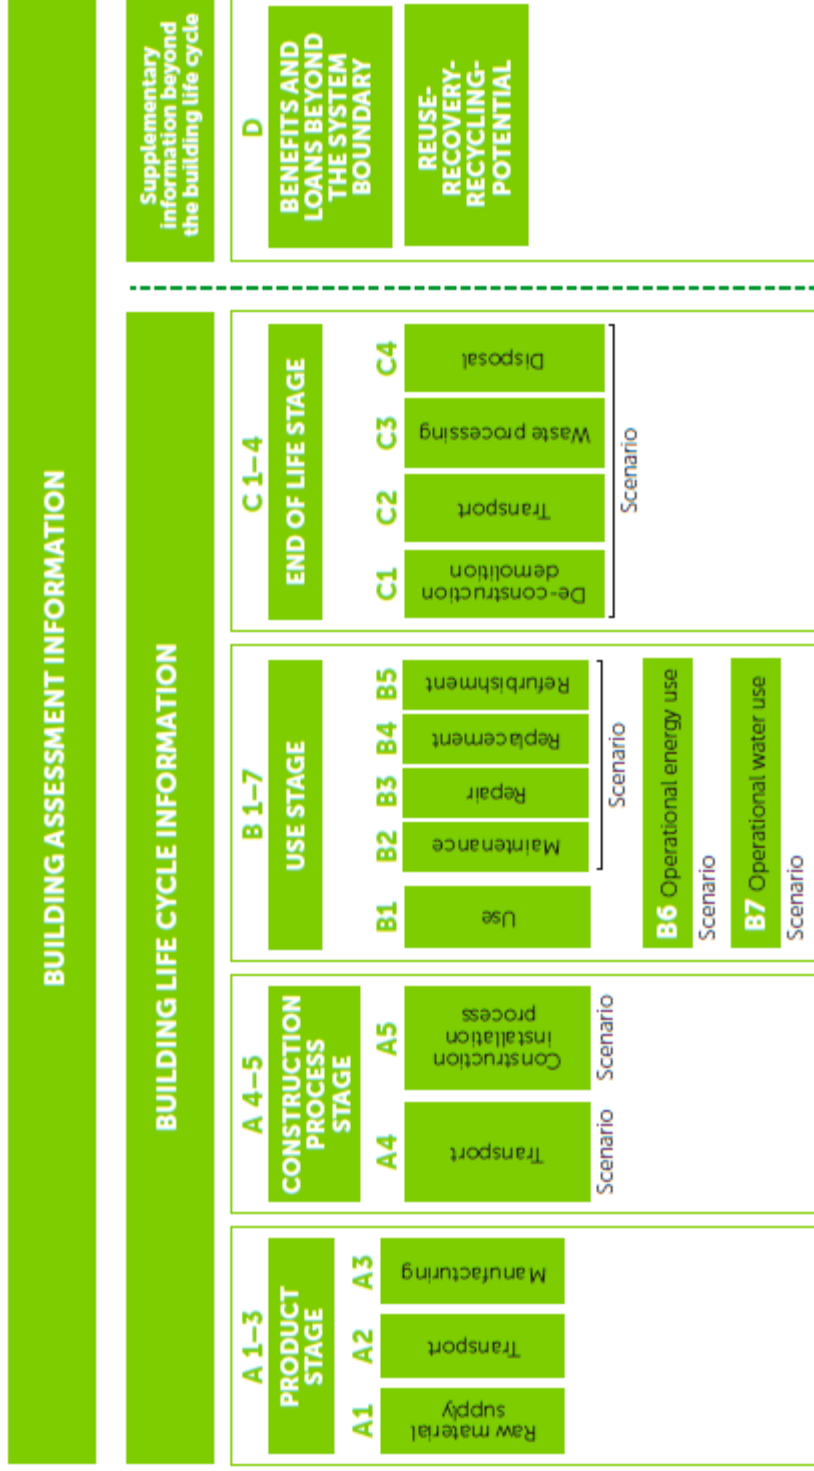 BUILDING ASSESSMENT INFORMATION
BUILDING LIFE CYCLE INFORMATION
Supplementary
information beyond
the building life cycle
A 1–3
PRODUCT
STAGE
A1
Raw material
supply
A2
Transport
A3
Manufacturing
A 4–5
CONSTRUCTION
PROCESS
STAGE
A4
Transport
Scenario
A5
Construction
installation
process
Scenario
B 1–7
USE STAGE
B1
Use
B2
Maintenance
B3
Repair
B4
Replacement
B5
Refurbishment
Scenario
B6 Operational energy use
Scenario
B7 Operational water use
Scenario
C 1–4
END OF LIFE STAGE
C1
De-construction
demolition
C2
Transport
C3
Waste processing
C4
Disposal
Scenario
D
BENEFITS AND
LOANS BEYOND
THE SYSTEM
BOUNDARY
REUSE-
RECOVERY-
RECYCLING-
POTENTIAL